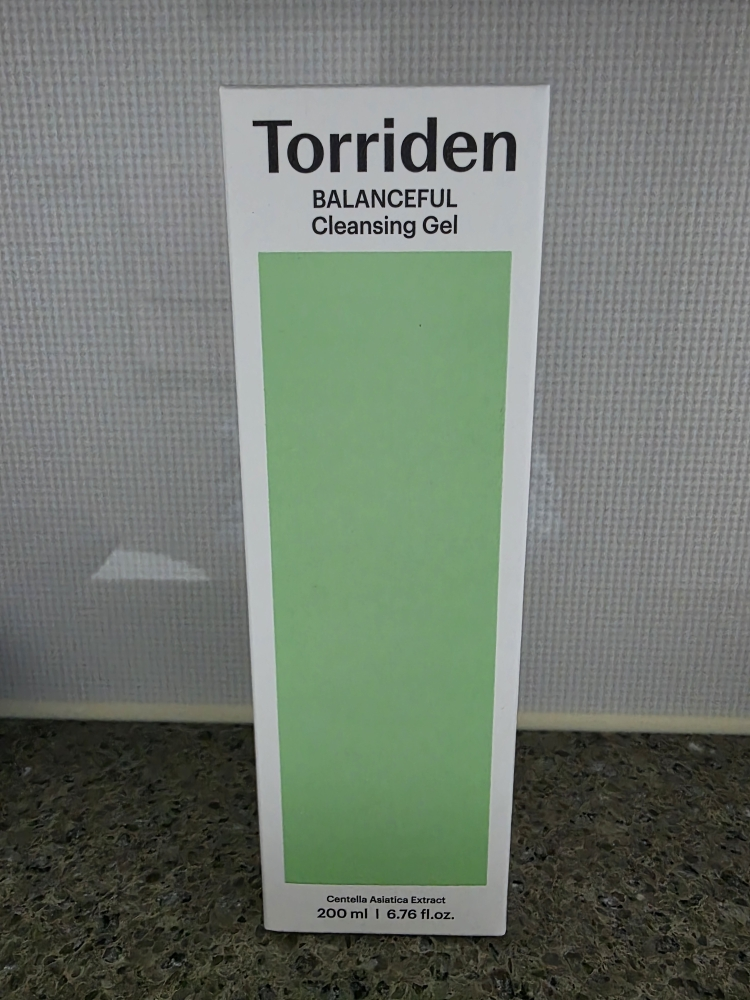 Torriden
BALANCEFUL
Cleansing Gel
Centella Asiatica Extract
200 ml | 6.76 fl.oz.